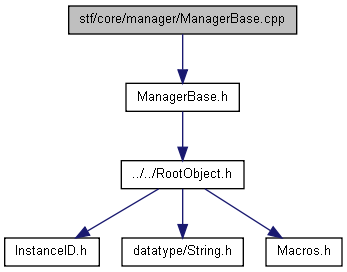 stf/core/manager/ManagerBase.cpp
ManagerBase.h
../../RootObject.h
InstanceID.h
datatype/String.h
Macros.h